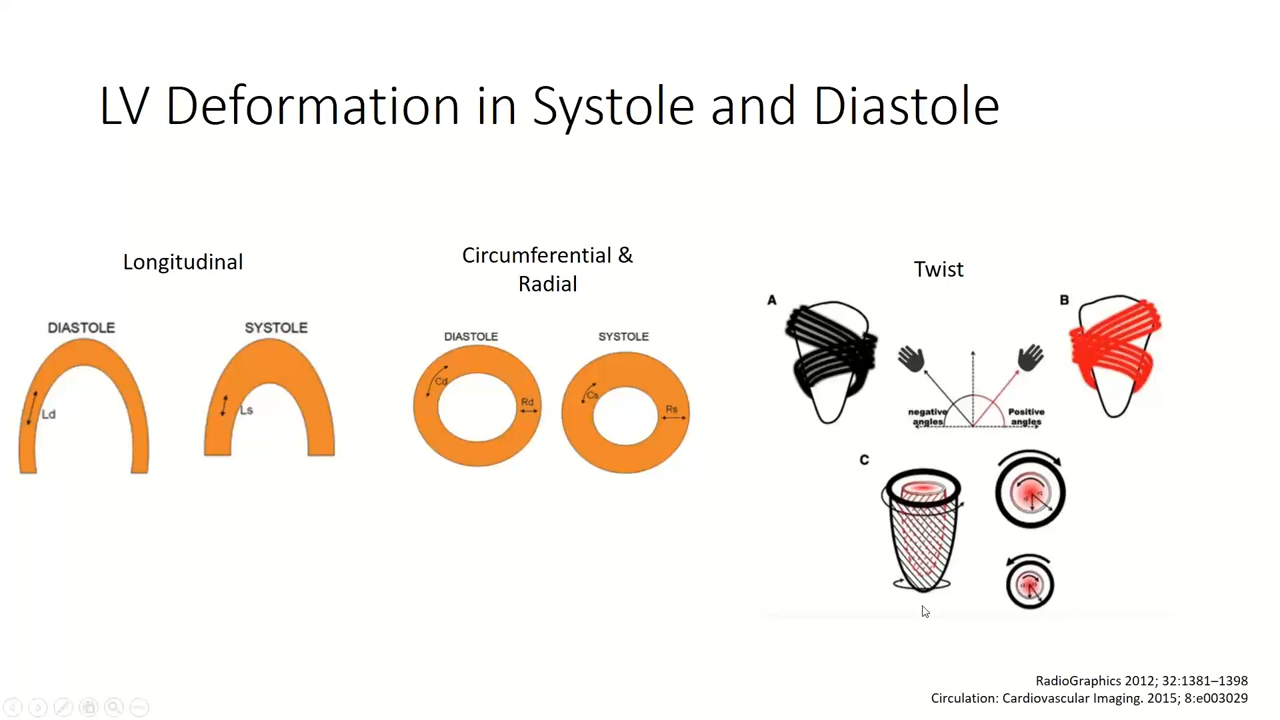 LV Deformation in Systole and Diastole
Longitudinal
DIASTOLE
SYSTOLE
Ld
Ls
Circumferential &
Radial
DIASTOLE
SYSTOLE
Cd
Rd
Cs
Rs
Twist
A
B
negative
angles
Positive
angles
C
RadioGraphics 2012; 32:1381–1398
Circulation: Cardiovascular Imaging. 2015; 8:e003029